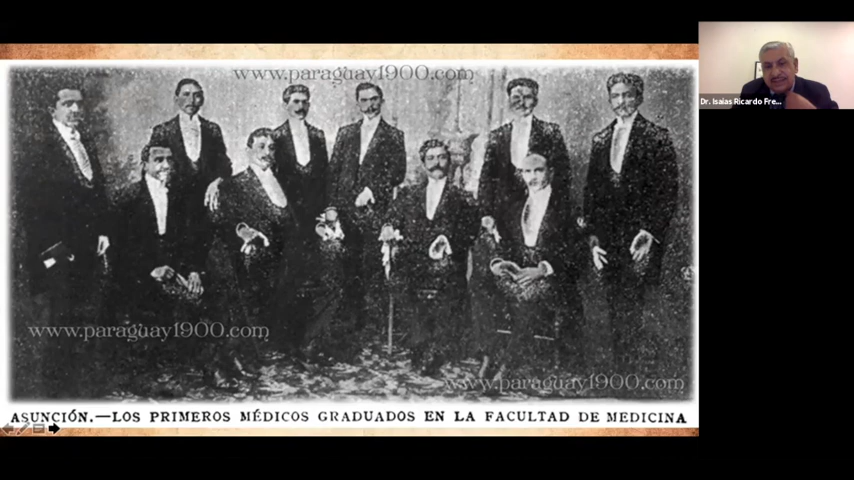 www.paraguay1900.com
Dr. Isaias Ricardo Fre...
www.paraguay1900.com
www.paraguay1900.com
ASUNCIÓN.—LOS PRIMEROS MÉDICOS GRADUADOS EN LA FACULTAD DE MEDICINA